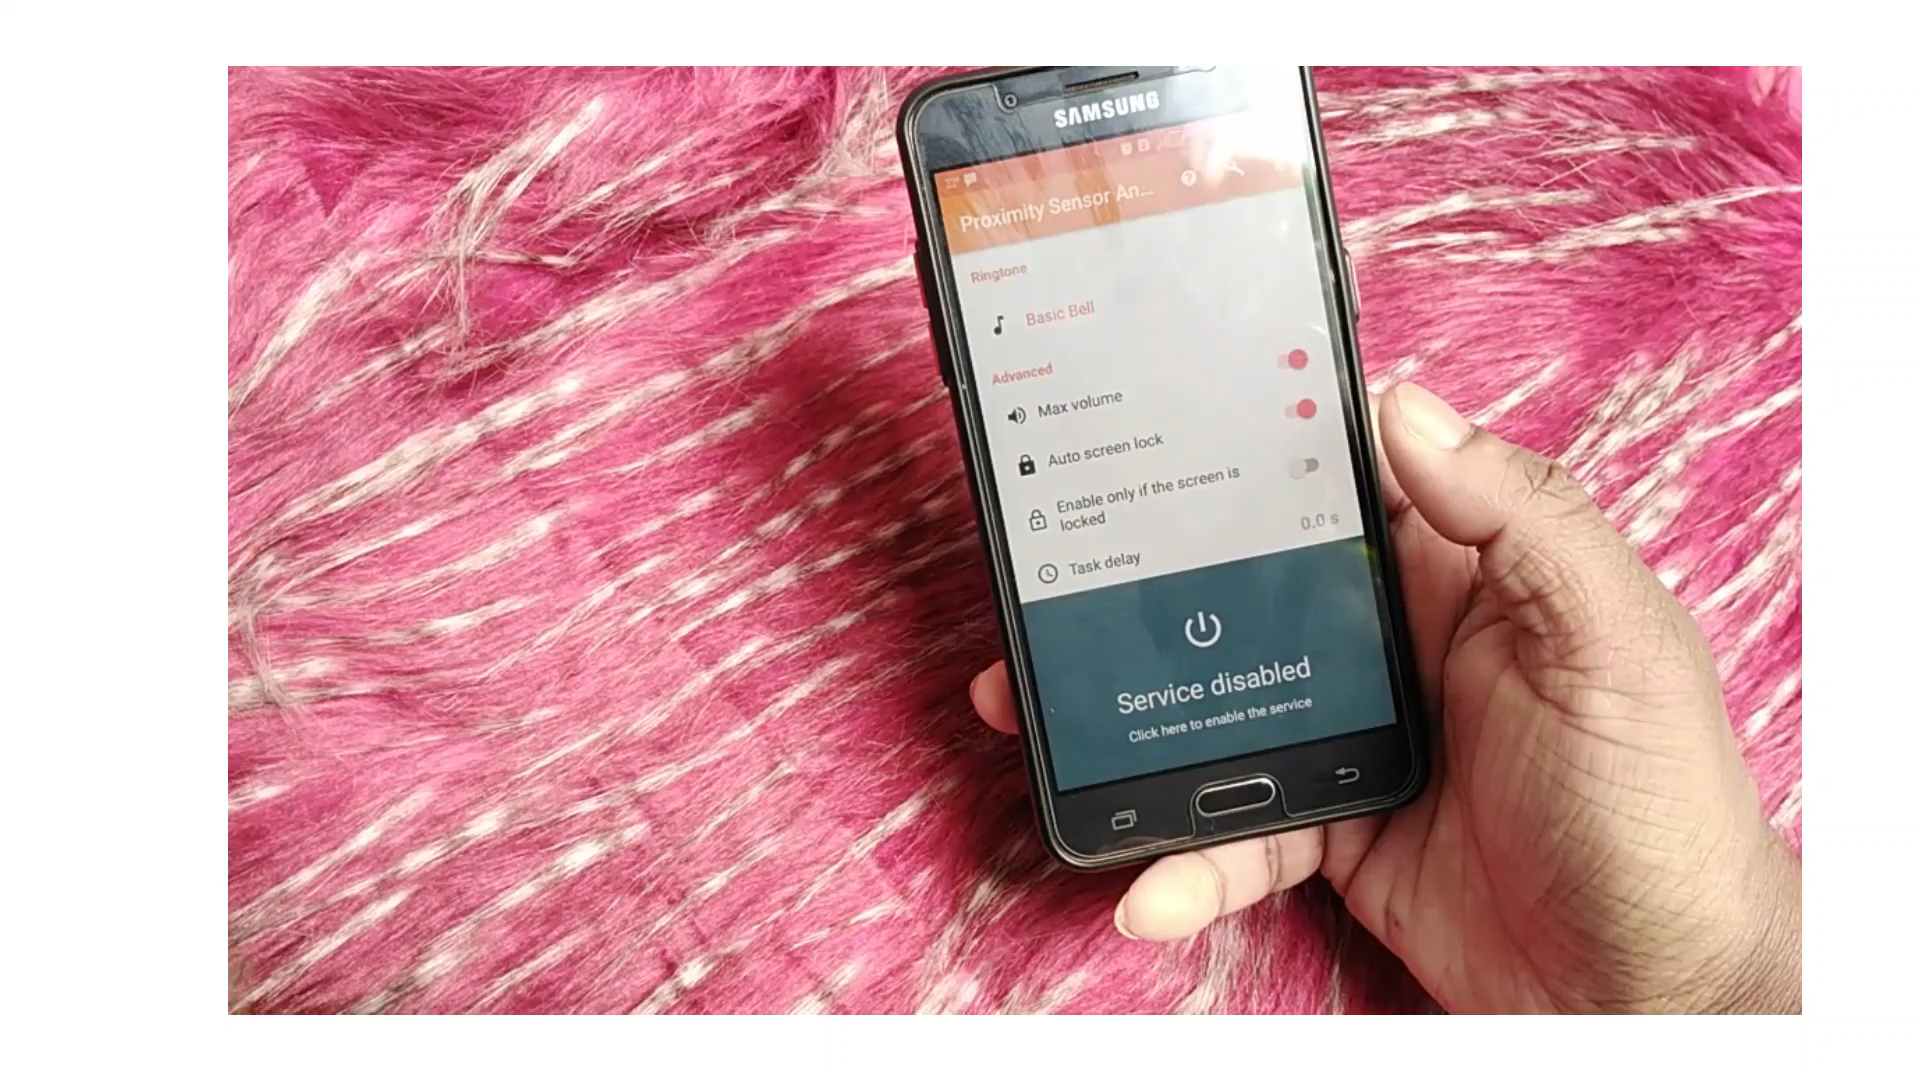 SAMSUNG
Proximity Sensor An...
Ringtone
Basic Bell
Advanced
Max volume
Auto screen lock
Enable only if the screen is
locked
Task delay
0.0 s
Service disabled
Click here to enable the service